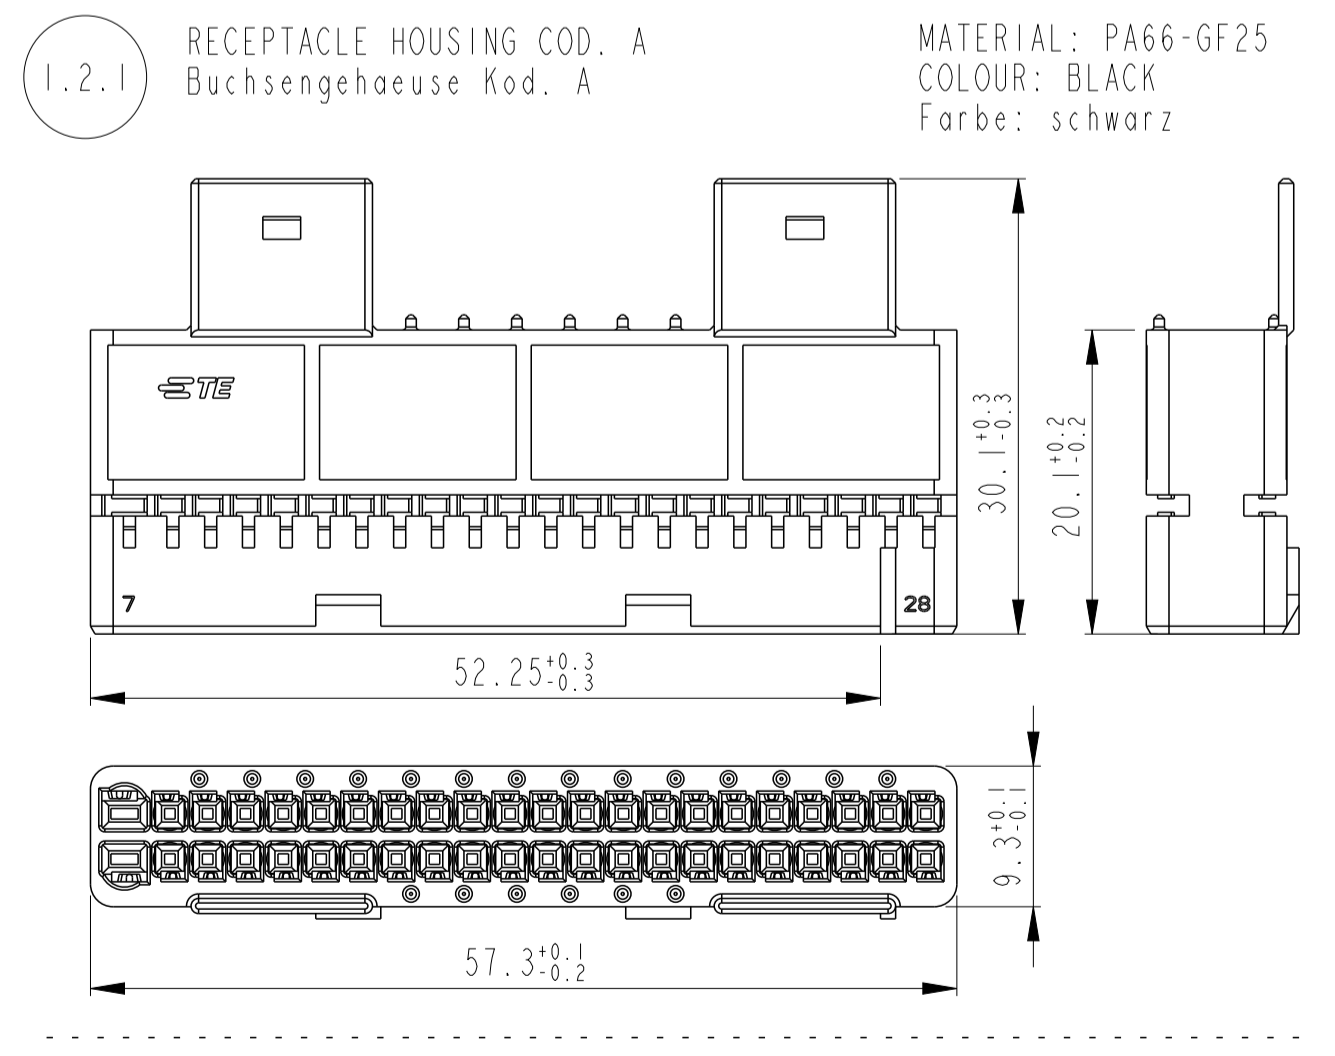 1.2.1
RECEPTACLE HOUSING COD. A
Buchsengehaeuse Kod. A
MATERIAL: PA66-GF25
COLOUR: BLACK
Farbe: schwarz
TE
30.1+0.3
-0.3
20.1+0.2
-0.2
7
28
52.25+0.3
-0.3
9.3+0.1
-0.1
57.3+0.1
-0.2